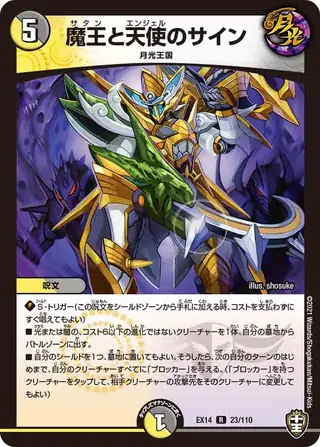 5
サタン エンジェル
魔王と天使のサイン
月光王国
月光
呪文
illus. shosuke
S・トリガー(この呪文をシールドゾーンから手札に加える時、コストを支払わずにすぐ唱えてもよい)
■光または闇の、コスト6以下の進化ではないクリーチャーを1体、自分の墓地からバトルゾーンに出す。
■自分のシールドを1つ、墓地に置いてもよい。そうしたら、次の自分のターンのはじめまで、自分のクリーチャーすべてに「ブロッカー」を与える。(「ブロッカー」を持つクリーチャーをタップして、相手クリーチャーの攻撃先をそのクリーチャーに変更してもよい)
1
EX14 R 23/110
©2021 Wizards/Shogakukan/Mitsui-Kids